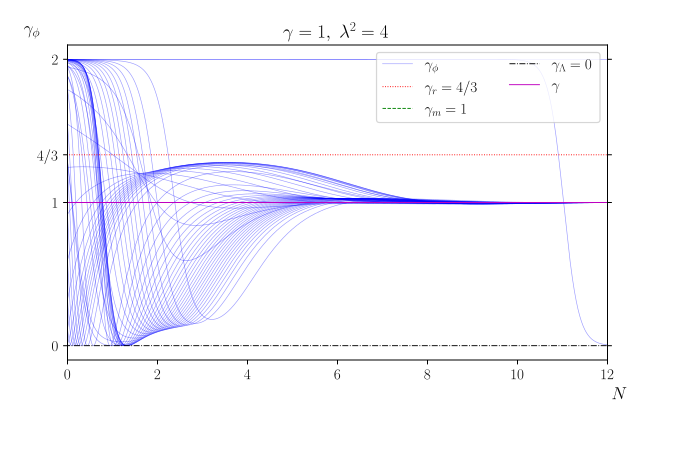 γ = 1, λ² = 4
γ_ϕ
2
4/3
1
0
γ_ϕ
γ_r = 4/3
γ_m = 1
γ_Λ = 0
γ
0 2 4 6 8 10 12
N